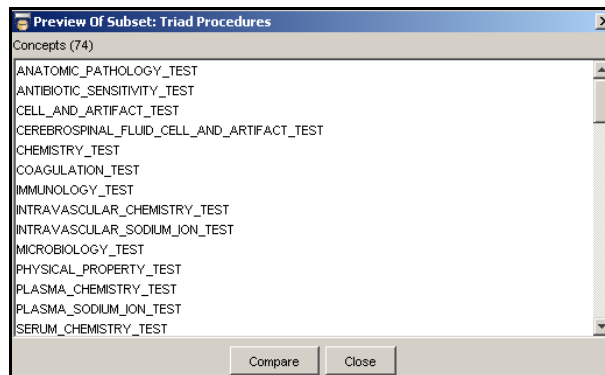 Preview Of Subset: Triad Procedures
Concepts (74)
ANATOMIC_PATHOLOGY_TEST
ANTIBIOTIC_SENSITIVITY_TEST
CELL_AND_ARTIFACT_TEST
CEREBROSPINAL_FLUID_CELL_AND_ARTIFACT_TEST
CHEMISTRY_TEST
COAGULATION_TEST
IMMUNOLOGY_TEST
INTRAVASCULAR_CHEMISTRY_TEST
INTRAVASCULAR_SODIUM_ION_TEST
MICROBIOLOGY_TEST
PHYSICAL_PROPERTY_TEST
PLASMA_CHEMISTRY_TEST
PLASMA_SODIUM_ION_TEST
SERUM_CHEMISTRY_TEST
Compare Close